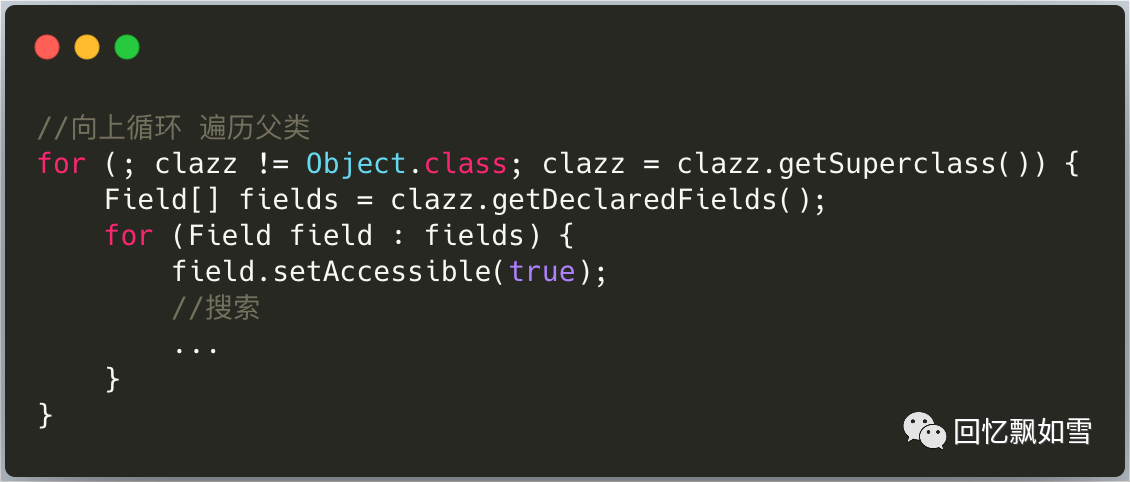 //向上循环 遍历父类
for (; clazz != Object.class; clazz = clazz.getSuperclass()) {
    Field[] fields = clazz.getDeclaredFields();
    for (Field field : fields) {
        field.setAccessible(true);
        //搜索
        ...
    }
}
回忆飘如雪